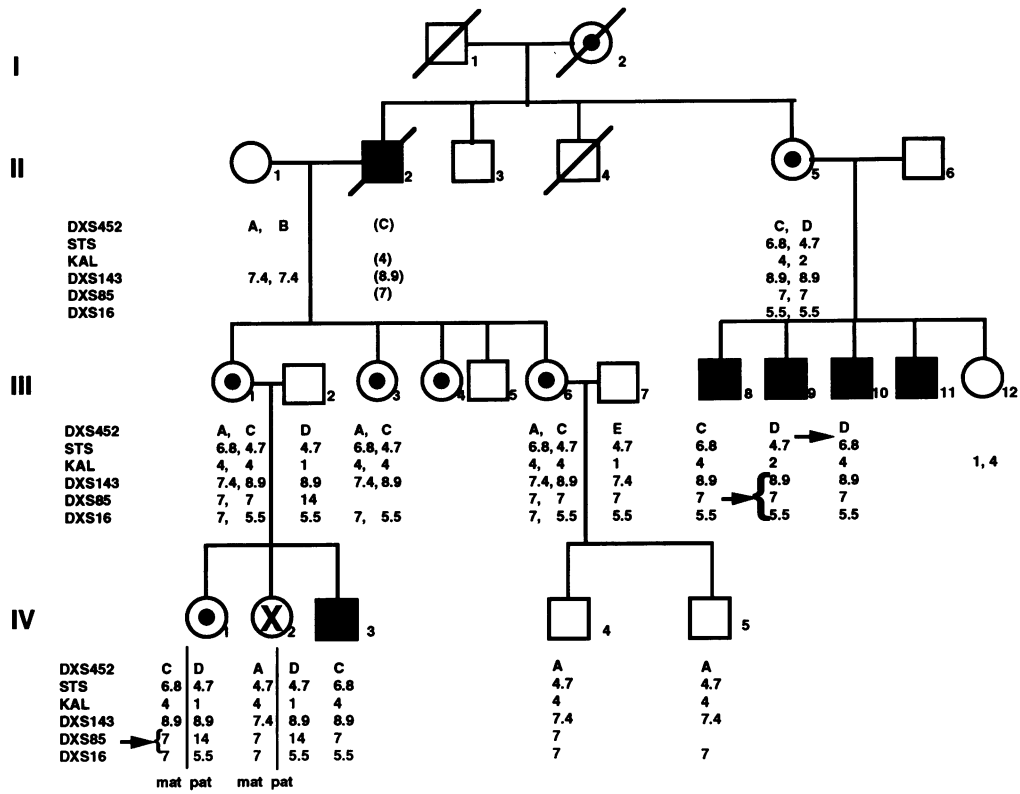 I
1 2
II
1 2 3 4 5 6
DXS452 A, B (C) C, D
STS 6.8, 4.7
KAL (4) 4, 2
DXS143 7.4, 7.4 (8.9) 8.9, 8.9
DXS85 (7) 7, 7
DXS16 5.5, 5.5
III
1 2 3 4 5 6 7 8 9 10 11 12
DXS452 A, C D A, C A, C E C D D
STS 6.8, 4.7 4.7 6.8, 4.7 6.8, 4.7 4.7 6.8 4.7 6.8
KAL 4, 4 1 4, 4 4, 4 1 4 2 4 1, 4
DXS143 7.4, 8.9 8.9 7.4, 8.9 7.4, 8.9 7.4 8.9 8.9 8.9
DXS85 7, 7 14 7, 7 7 7 7 7
DXS16 7, 5.5 5.5 7, 5.5 7, 5.5 5.5 5.5 5.5 5.5
IV
1 X 2 3 4 5
DXS452 C D A D C A A
STS 6.8 4.7 4.7 4.7 6.8 4.7 4.7
KAL 4 1 4 1 4 4 4
DXS143 8.9 8.9 7.4 8.9 8.9 7.4 7.4
DXS85 7 14 7 14 7 7
DXS16 7 5.5 7 5.5 5.5 7 7
mat pat mat pat